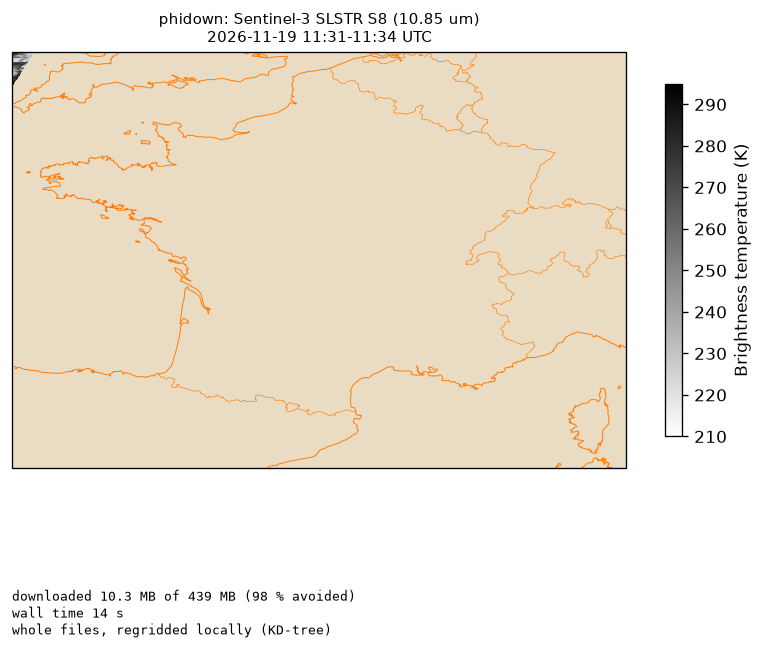 phidown: Sentinel-3 SLSTR S8 (10.85 um)
2026-11-19 11:31-11:34 UTC
290
280
270
260
250
240
230
220
210
Brightness temperature (K)
downloaded 10.3 MB of 439 MB (98 % avoided)
wall time 14 s
whole files, regridded locally (KD-tree)